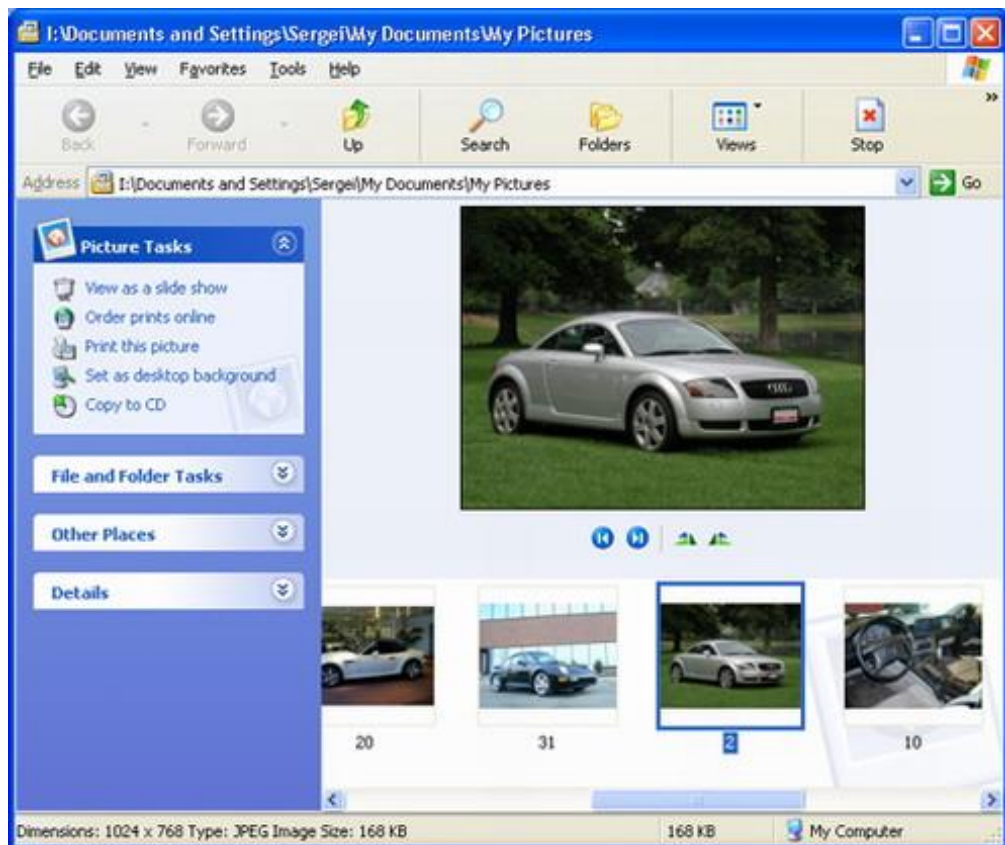 I:\Documents and Settings\Sergei\My Documents\My Pictures
File Edit View Favorites Tools Help
Back Forward Up Search Folders Views Stop »
Address I:\Documents and Settings\Sergei\My Documents\My Pictures Go
Picture Tasks
View as a slide show
Order prints online
Print this picture
Set as desktop background
Copy to CD
File and Folder Tasks
Other Places
Details
20 31 2 10
Dimensions: 1024 x 768 Type: JPEG Image Size: 168 KB 168 KB My Computer